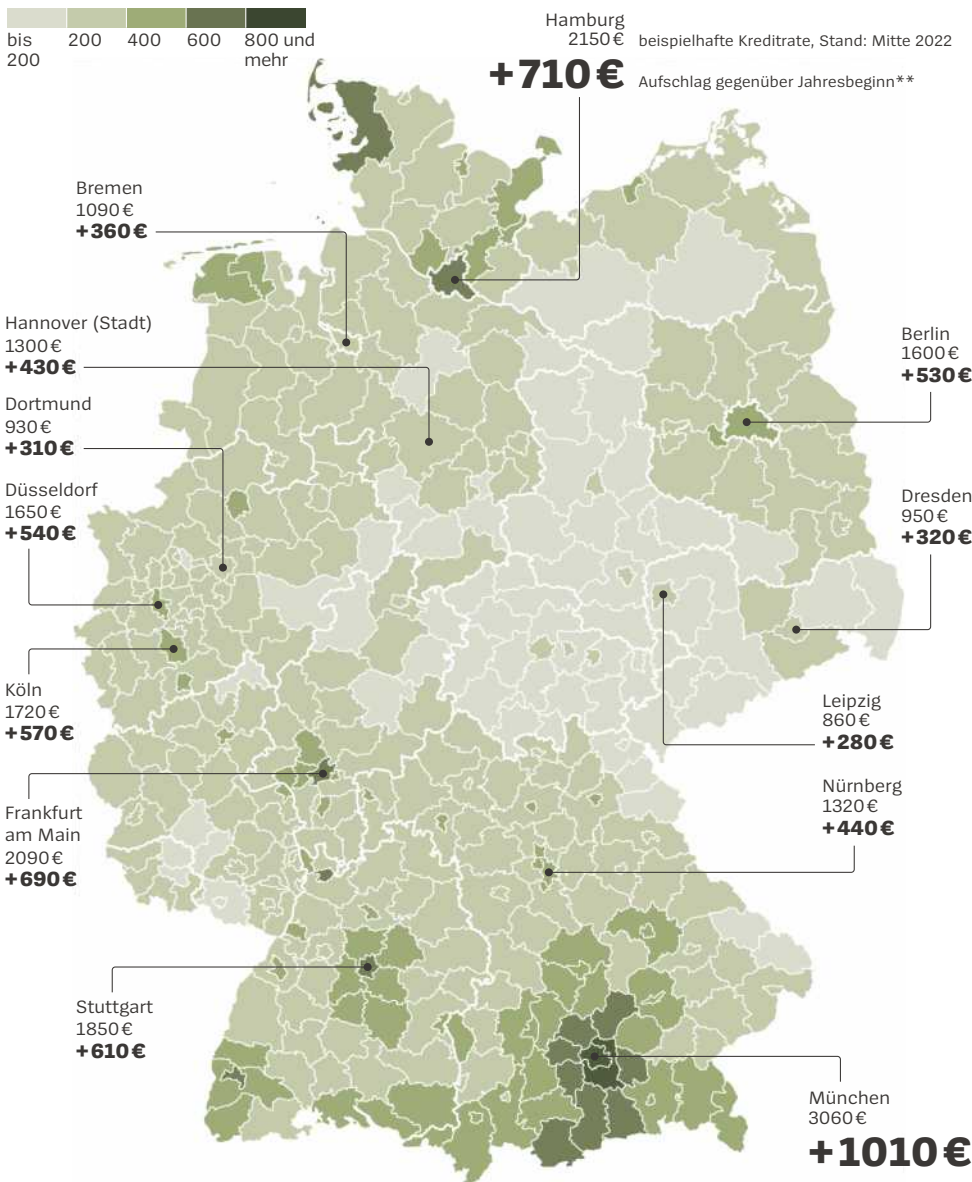 bis
200
200
400
600
800 und
mehr
Hamburg
2150 € beispielhafte Kreditrate, Stand: Mitte 2022
+710 € Aufschlag gegenüber Jahresbeginn**
Bremen
1090 €
+360 €
Hannover (Stadt)
1300 €
+430 €
Dortmund
930 €
+310 €
Düsseldorf
1650 €
+540 €
Köln
1720 €
+570 €
Frankfurt
am Main
2090 €
+690 €
Stuttgart
1850 €
+610 €
Berlin
1600 €
+530 €
Dresden
950 €
+320 €
Leipzig
860 €
+280 €
Nürnberg
1320 €
+440 €
München
3060 €
+1010 €